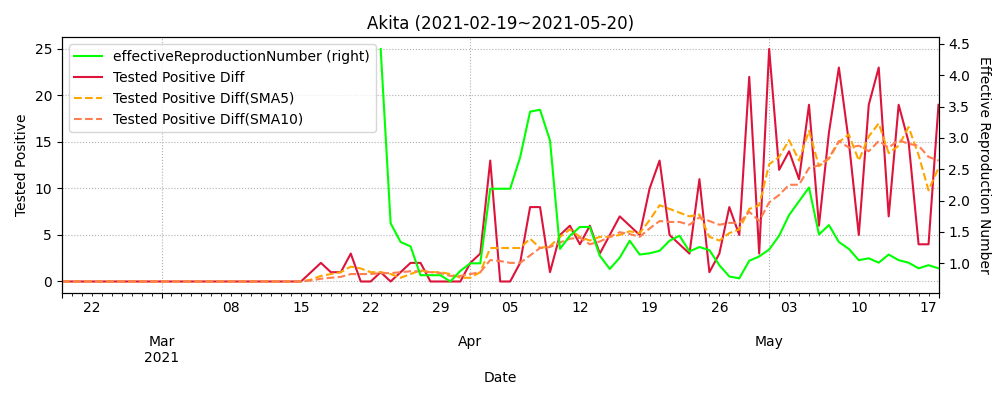 Akita (2021-02-19~2021-05-20)
effectiveReproductionNumber (right)
Tested Positive Diff
Tested Positive Diff(SMA5)
Tested Positive Diff(SMA10)
Tested Positive
25
20
15
10
5
0
4.5
4.0
3.5
3.0
2.5
2.0
1.5
1.0
Effective Reproduction Number
22 08 15 22 29 05 12 19 26 03 10 17
Mar Apr May
2021
Date